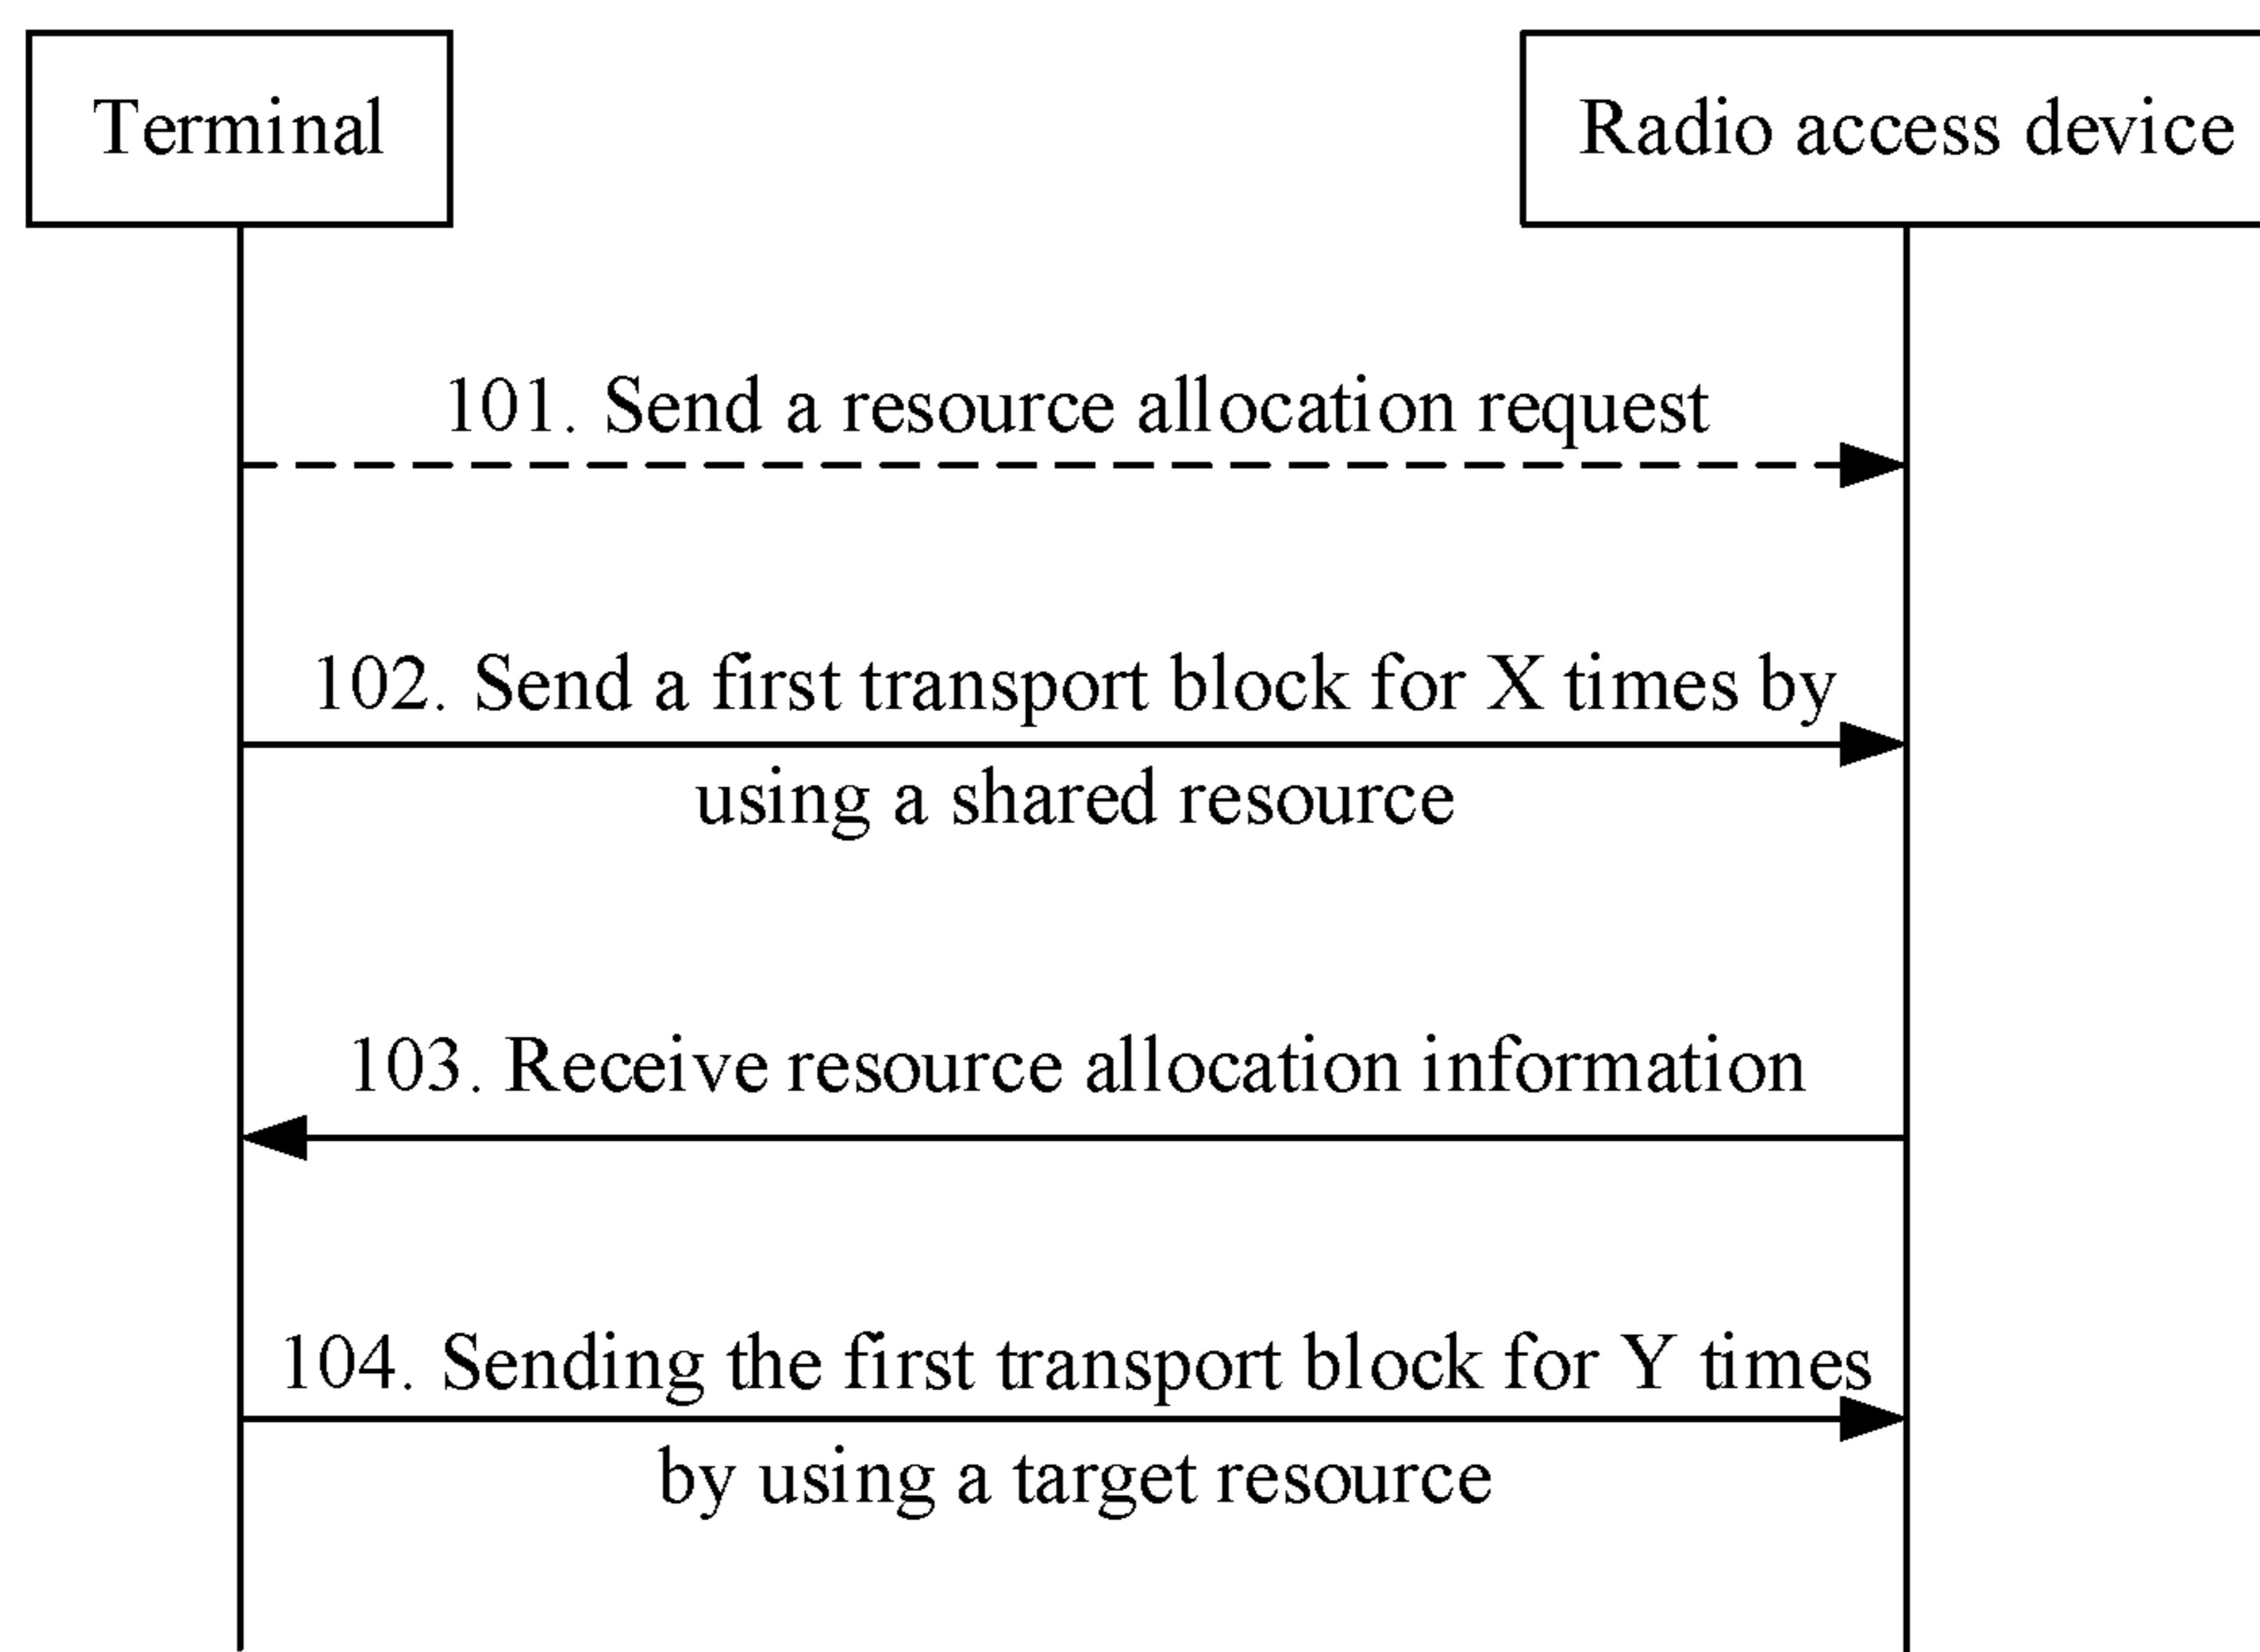 Terminal
Radio access device
101. Send a resource allocation request
102. Send a first transport block for X times by
using a shared resource
103. Receive resource allocation information
104. Sending the first transport block for Y times
by using a target resource